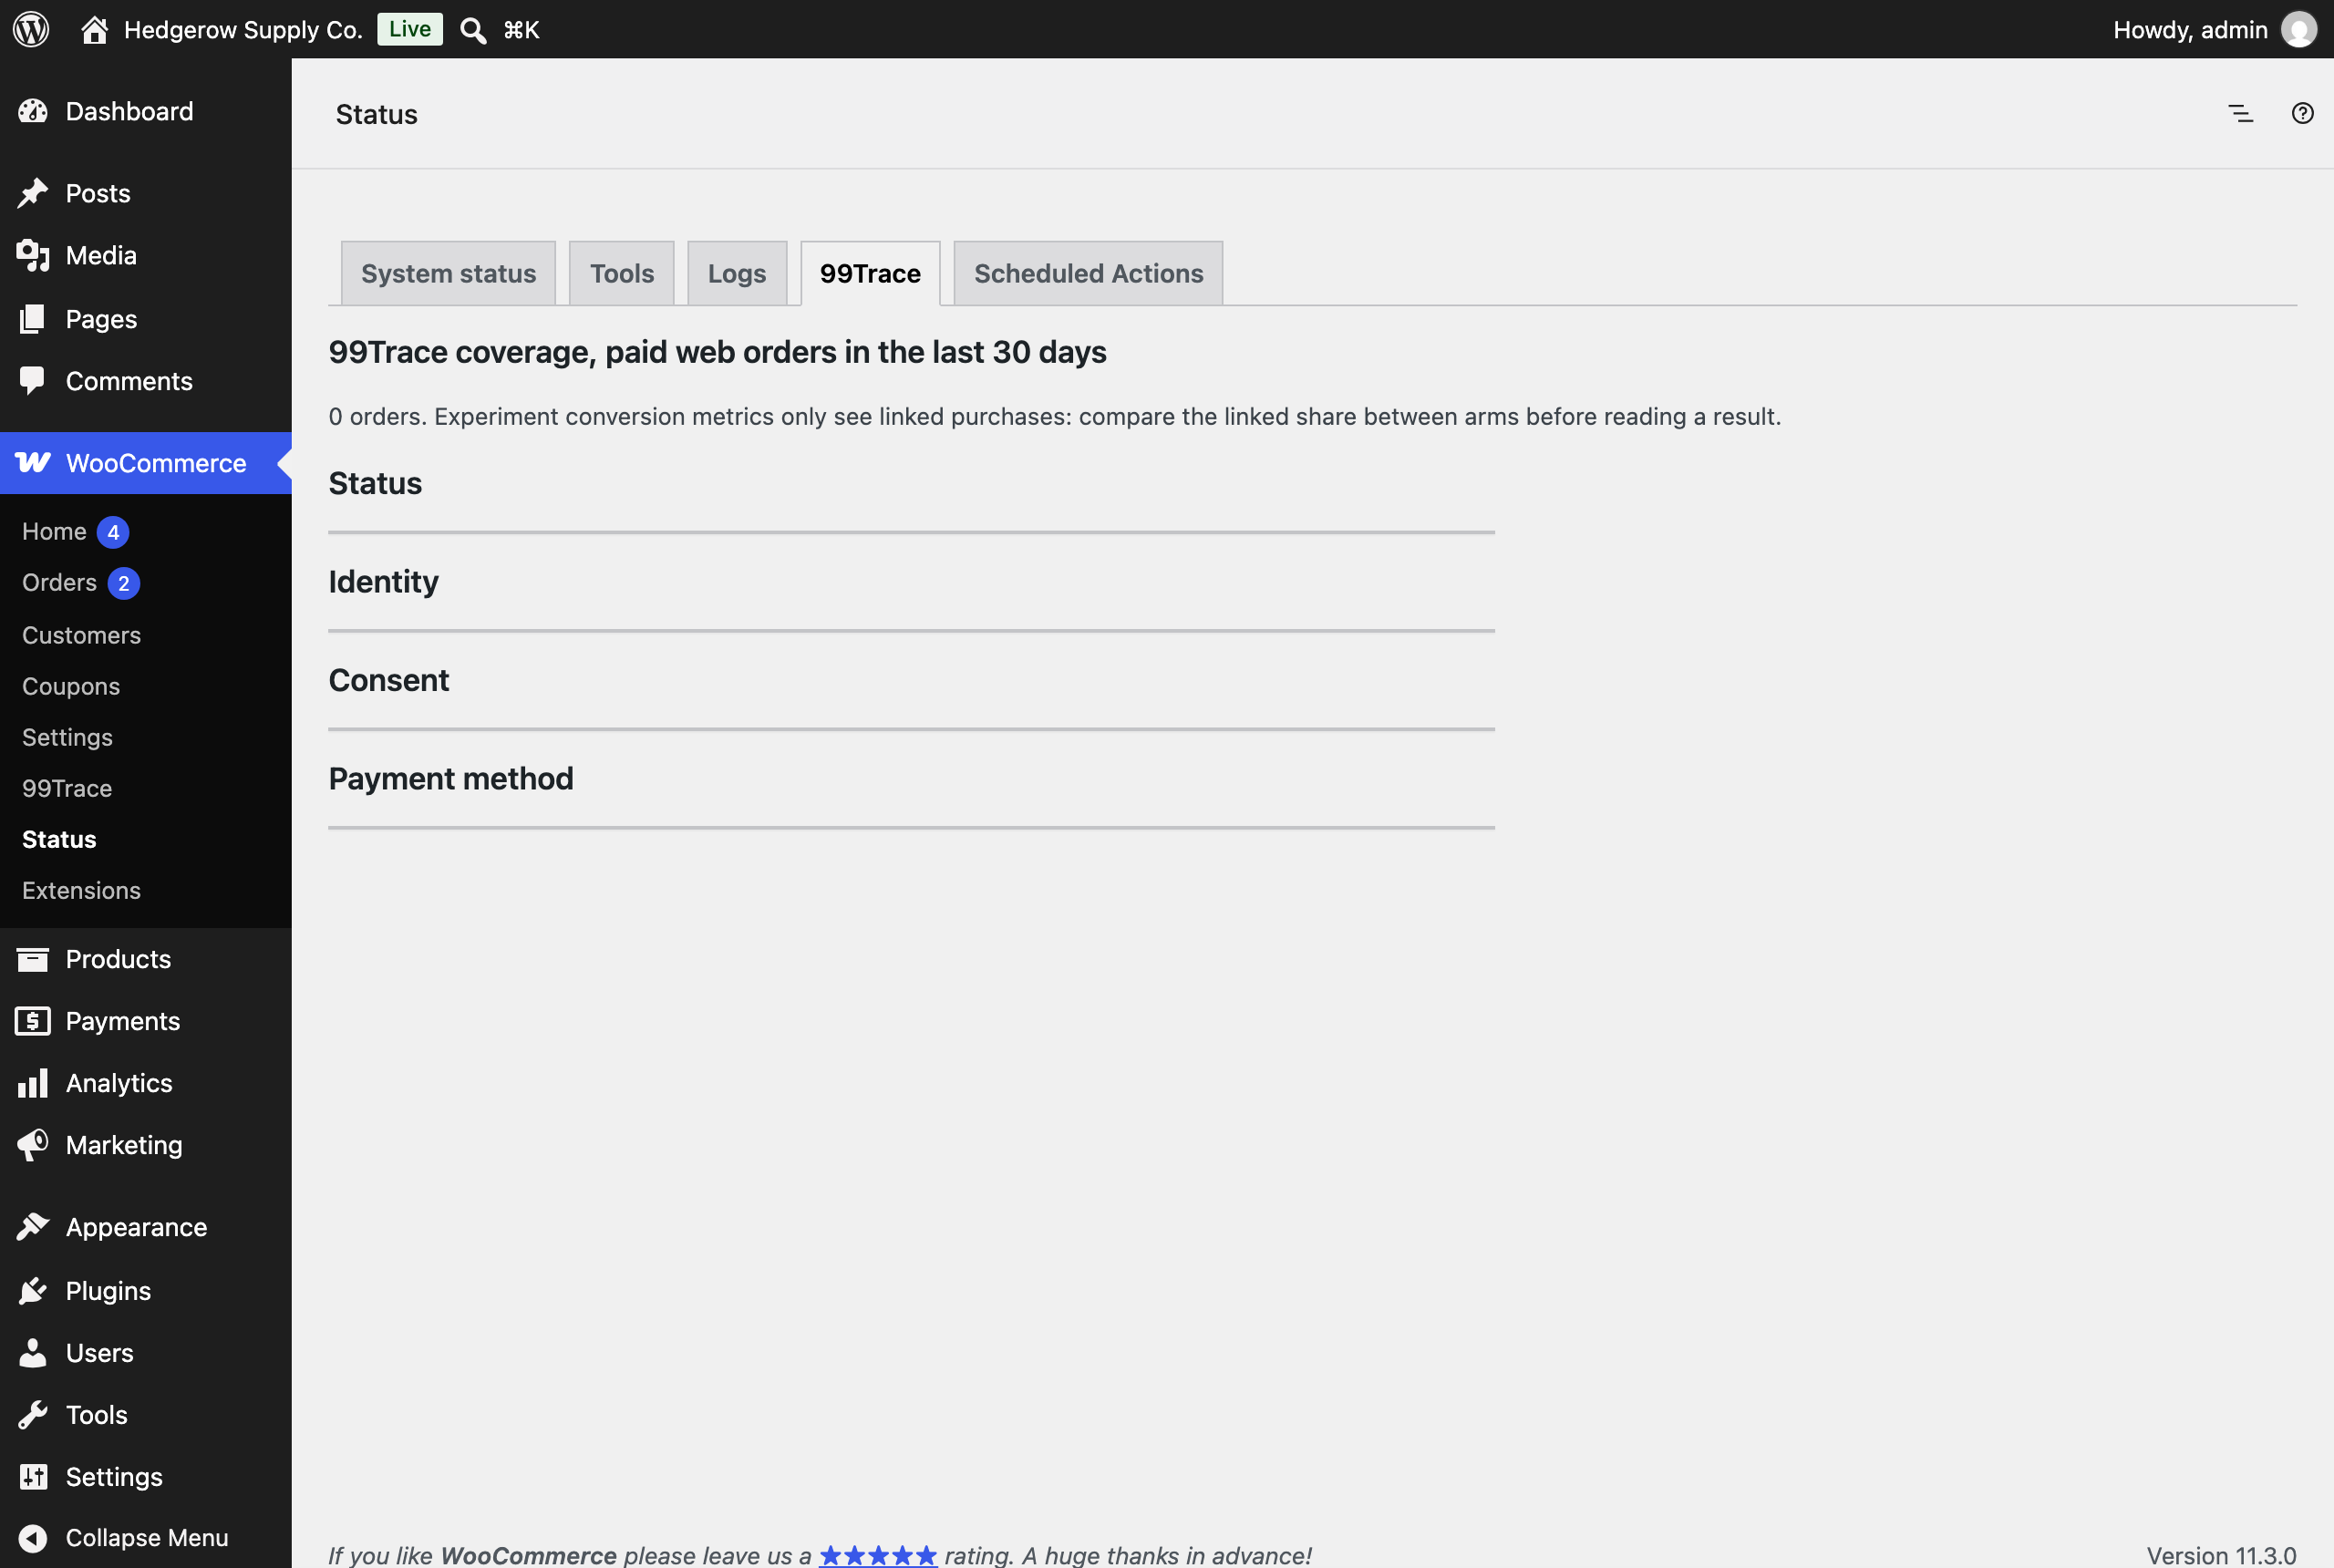 Hedgerow Supply Co. Live ⌘K Howdy, admin
Dashboard
Posts
Media
Pages
Comments
WooCommerce
Home 4
Orders 2
Customers
Coupons
Settings
99Trace
Status
Extensions
Products
Payments
Analytics
Marketing
Appearance
Plugins
Users
Tools
Settings
Collapse Menu
Status
System status Tools Logs 99Trace Scheduled Actions
99Trace coverage, paid web orders in the last 30 days
0 orders. Experiment conversion metrics only see linked purchases: compare the linked share between arms before reading a result.
Status
Identity
Consent
Payment method
If you like WooCommerce please leave us a ★★★★★ rating. A huge thanks in advance! Version 11.3.0